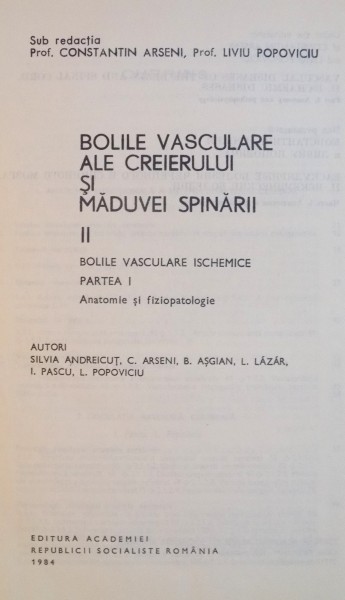 Sub redacția
Prof. CONSTANTIN ARSENI, Prof. LIVIU POPOVICIU
BOLILE VASCULARE
ALE CREIERULUI
ȘI
MĂDUVEI SPINĂRII
II
BOLILE VASCULARE ISCHEMICE
PARTEA I
Anatomie și fiziopatologie
AUTORI
SILVIA ANDREICUȚ, C. ARSENI, B. AȘGIAN, L. LĂZĂR,
I. PASCU, L. POPOVICIU
EDITURA ACADEMIEI
REPUBLICII SOCIALISTE ROMÂNIA
1984